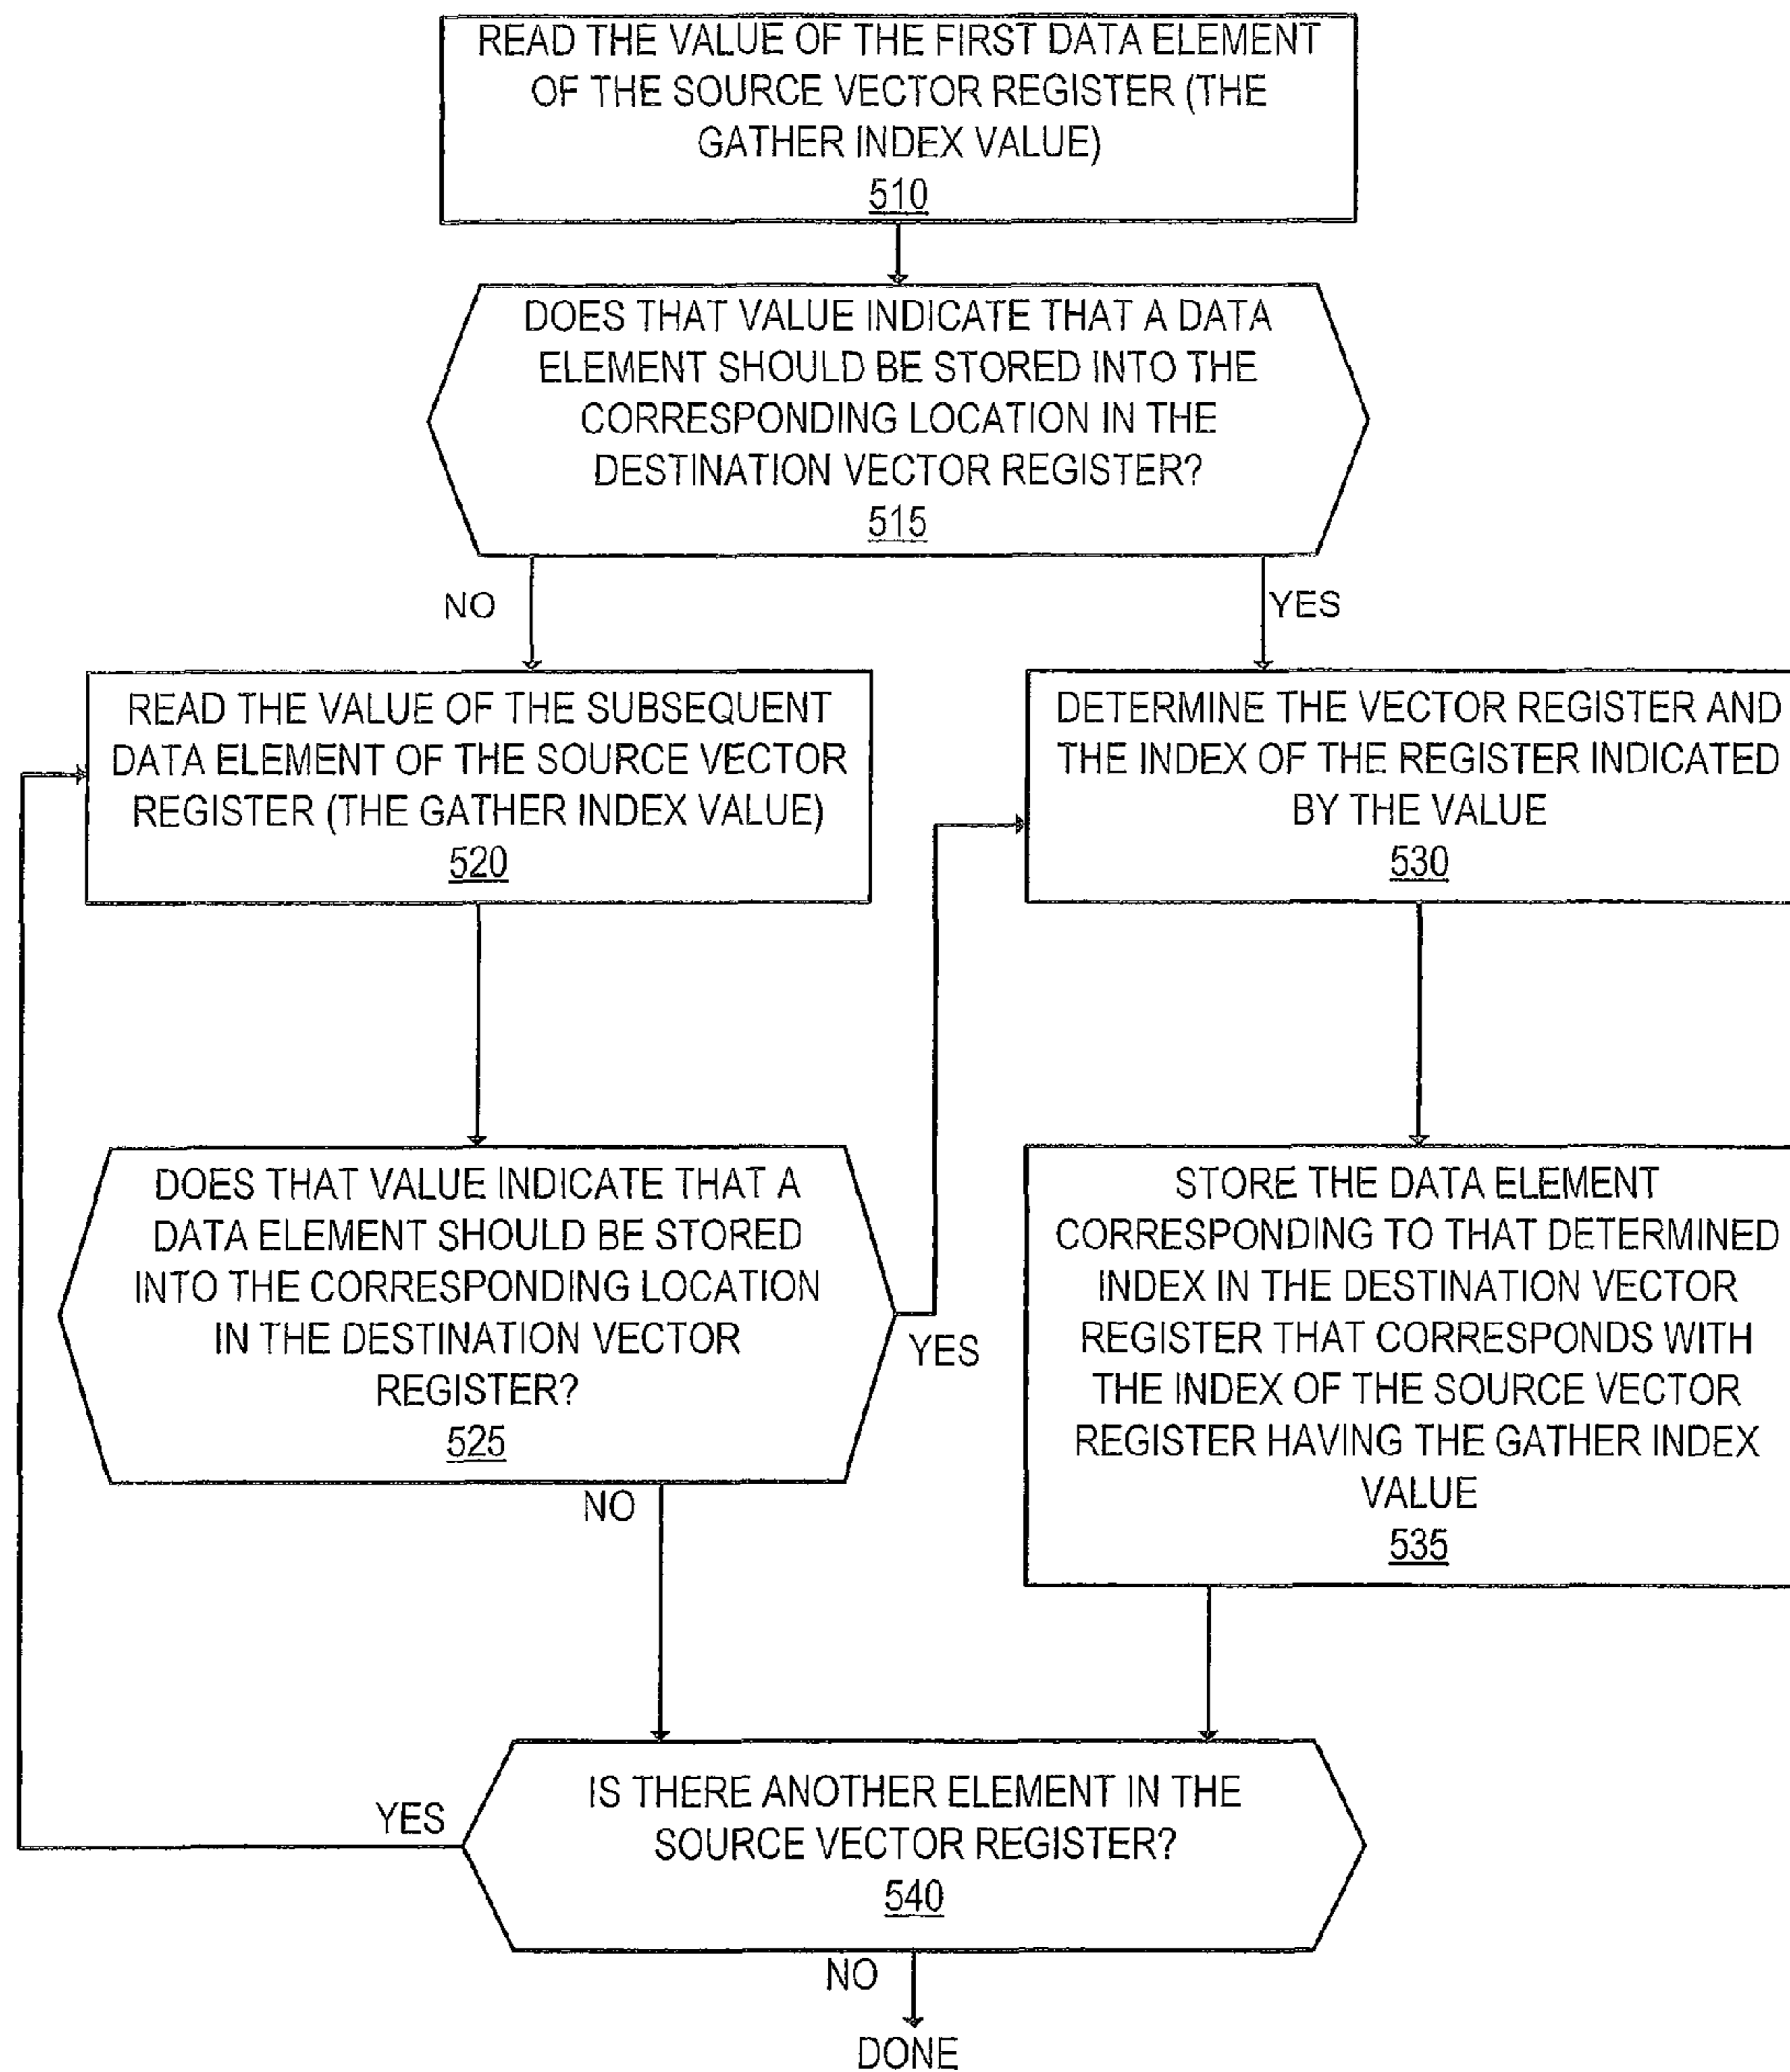 READ THE VALUE OF THE FIRST DATA ELEMENT
OF THE SOURCE VECTOR REGISTER (THE
GATHER INDEX VALUE)
510
DOES THAT VALUE INDICATE THAT A DATA
ELEMENT SHOULD BE STORED INTO THE
CORRESPONDING LOCATION IN THE
DESTINATION VECTOR REGISTER?
515
NO
YES
READ THE VALUE OF THE SUBSEQUENT
DATA ELEMENT OF THE SOURCE VECTOR
REGISTER (THE GATHER INDEX VALUE)
520
DETERMINE THE VECTOR REGISTER AND
THE INDEX OF THE REGISTER INDICATED
BY THE VALUE
530
DOES THAT VALUE INDICATE THAT A
DATA ELEMENT SHOULD BE STORED
INTO THE CORRESPONDING LOCATION
IN THE DESTINATION VECTOR
REGISTER?
525
YES
NO
STORE THE DATA ELEMENT
CORRESPONDING TO THAT DETERMINED
INDEX IN THE DESTINATION VECTOR
REGISTER THAT CORRESPONDS WITH
THE INDEX OF THE SOURCE VECTOR
REGISTER HAVING THE GATHER INDEX
VALUE
535
YES
IS THERE ANOTHER ELEMENT IN THE
SOURCE VECTOR REGISTER?
540
NO
DONE